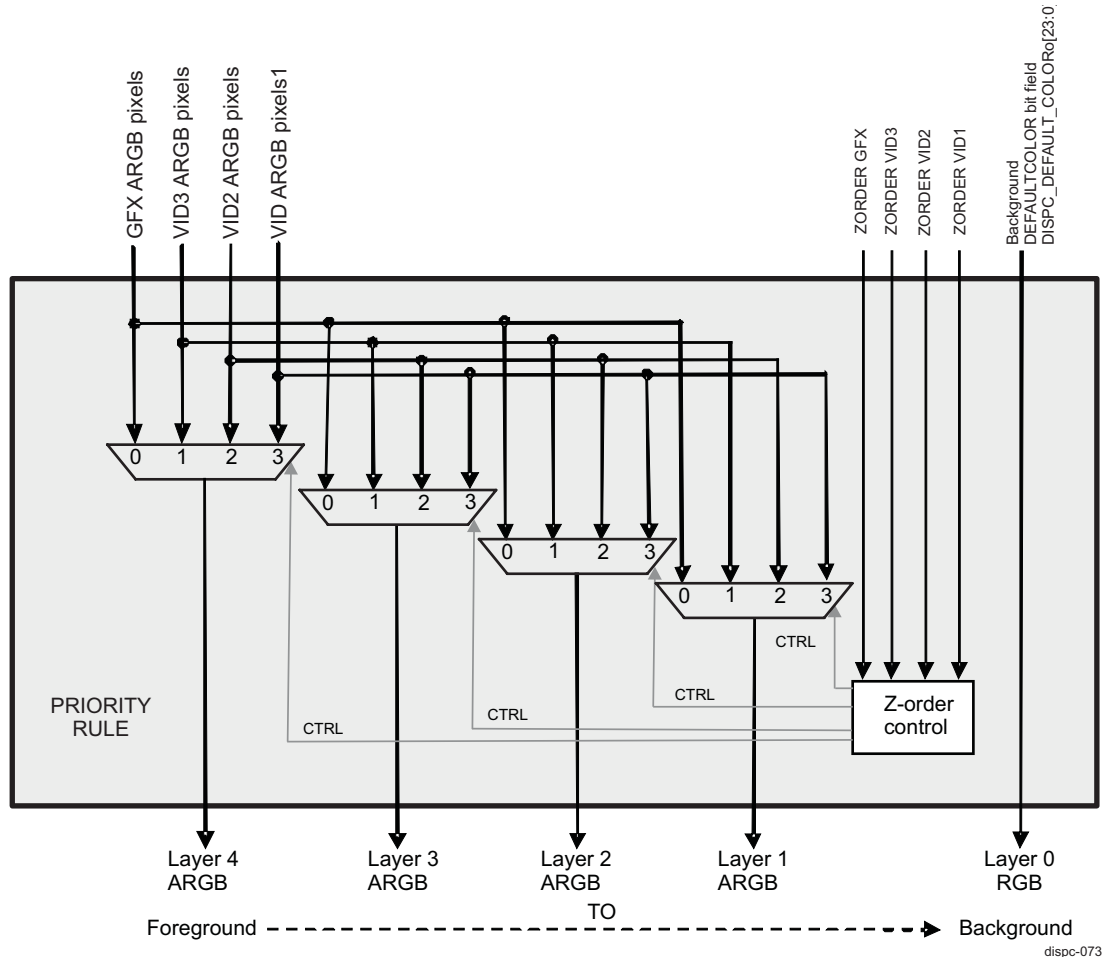 GFX ARGB pixels
VID3 ARGB pixels
VID2 ARGB pixels
VID ARGB pixels1
ZORDER GFX
ZORDER VID3
ZORDER VID2
ZORDER VID1
Background
DEFAULTCOLOR bit field
DISPC_DEFAULT_COLORo[23:0]
0 1 2 3
0 1 2 3
0 1 2 3
0 1 2 3
CTRL
CTRL
CTRL
CTRL
Z-order
control
PRIORITY
RULE
Layer 4
ARGB
Layer 3
ARGB
Layer 2
ARGB
Layer 1
ARGB
Layer 0
RGB
Foreground
TO
Background
dispc-073